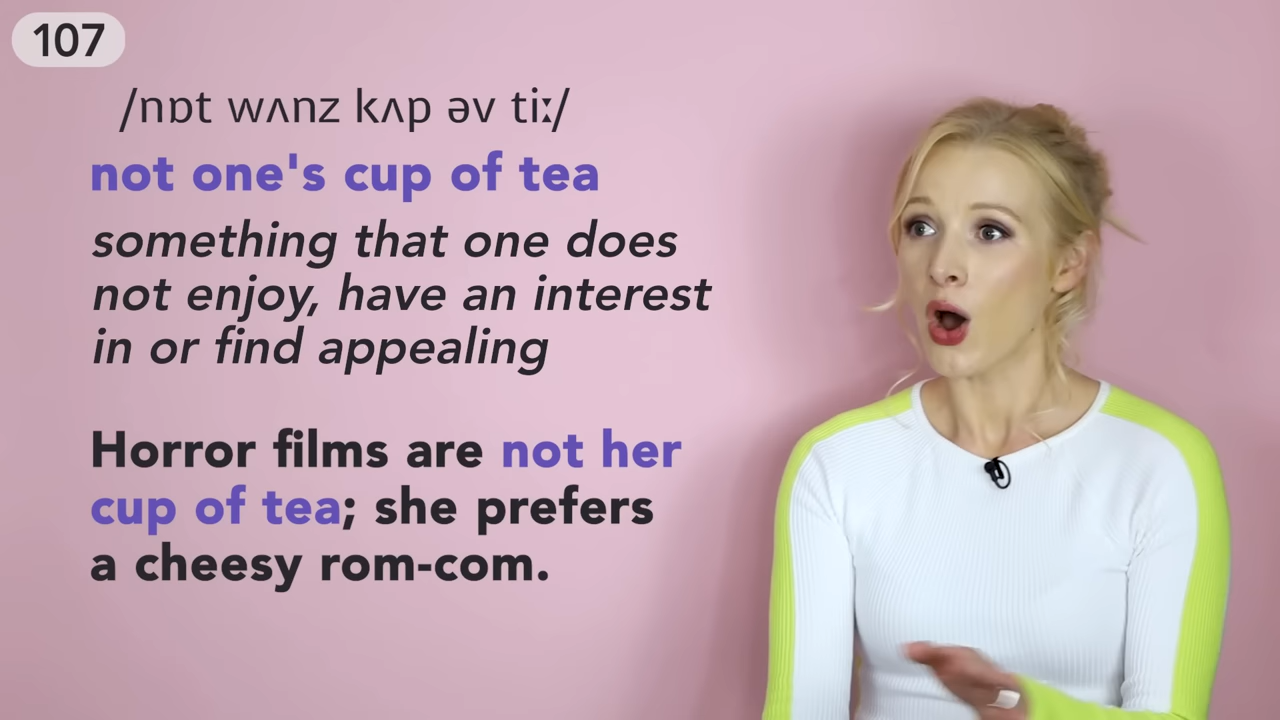 107
/nɒt wʌnz kʌp əv tiː/
not one's cup of tea
something that one does
not enjoy, have an interest
in or find appealing
Horror films are not her
cup of tea; she prefers
a cheesy rom-com.